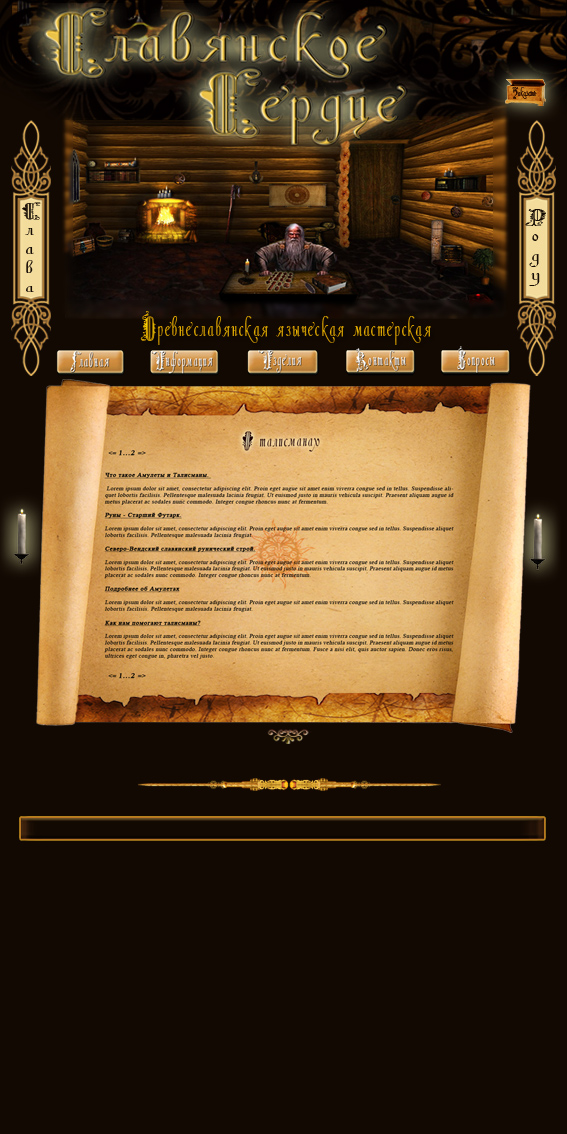 Славянское
Сердце
Слава
Роду
Древнеславянская языческая мастерская
Главная
Информация
Изделия
Контакты
Вопросы
О талисманах
<= 1...2 =>
Что такое Амулеты и Талисманы.
Lorem ipsum dolor sit amet, consectetur adipiscing elit. Proin eget augue sit amet enim viverra congue sed in tellus. Suspendisse ali-
quet lobortis facilisis. Pellentesque malesuada lacinia feugiat. Ut euismod justo in mauris vehicula suscipit. Praesent aliquam augue id
metus placerat ac sodales nunc commodo. Integer congue rhoncus nunc at fermentum.
Руны - Старший Футарк.
Lorem ipsum dolor sit amet, consectetur adipiscing elit. Proin eget augue sit amet enim viverra congue sed in tellus. Suspendisse aliquet
lobortis facilisis. Pellentesque malesuada lacinia feugiat.
Северо-Вендский славянский рунический строй.
Lorem ipsum dolor sit amet, consectetur adipiscing elit. Proin eget augue sit amet enim viverra congue sed in tellus. Suspendisse aliquet
lobortis facilisis. Pellentesque malesuada lacinia feugiat. Ut euismod justo in mauris vehicula suscipit. Praesent aliquam augue id metus
placerat ac sodales nunc commodo. Integer congue rhoncus nunc at fermentum.
Подробнее об Амулетах
Lorem ipsum dolor sit amet, consectetur adipiscing elit. Proin eget augue sit amet enim viverra congue sed in tellus. Suspendisse aliquet
lobortis facilisis. Pellentesque malesuada lacinia feugiat.
Как нам помогают талисманы?
Lorem ipsum dolor sit amet, consectetur adipiscing elit. Proin eget augue sit amet enim viverra congue sed in tellus. Suspendisse aliquet
lobortis facilisis. Pellentesque malesuada lacinia feugiat. Ut euismod justo in mauris vehicula suscipit. Praesent aliquam augue id metus
placerat ac sodales nunc commodo. Integer congue rhoncus nunc at fermentum. Fusce a nisi elit, quis auctor sapien. Donec eros risus,
ultrices eget congue in, pharetra vel justo.
<= 1...2 =>